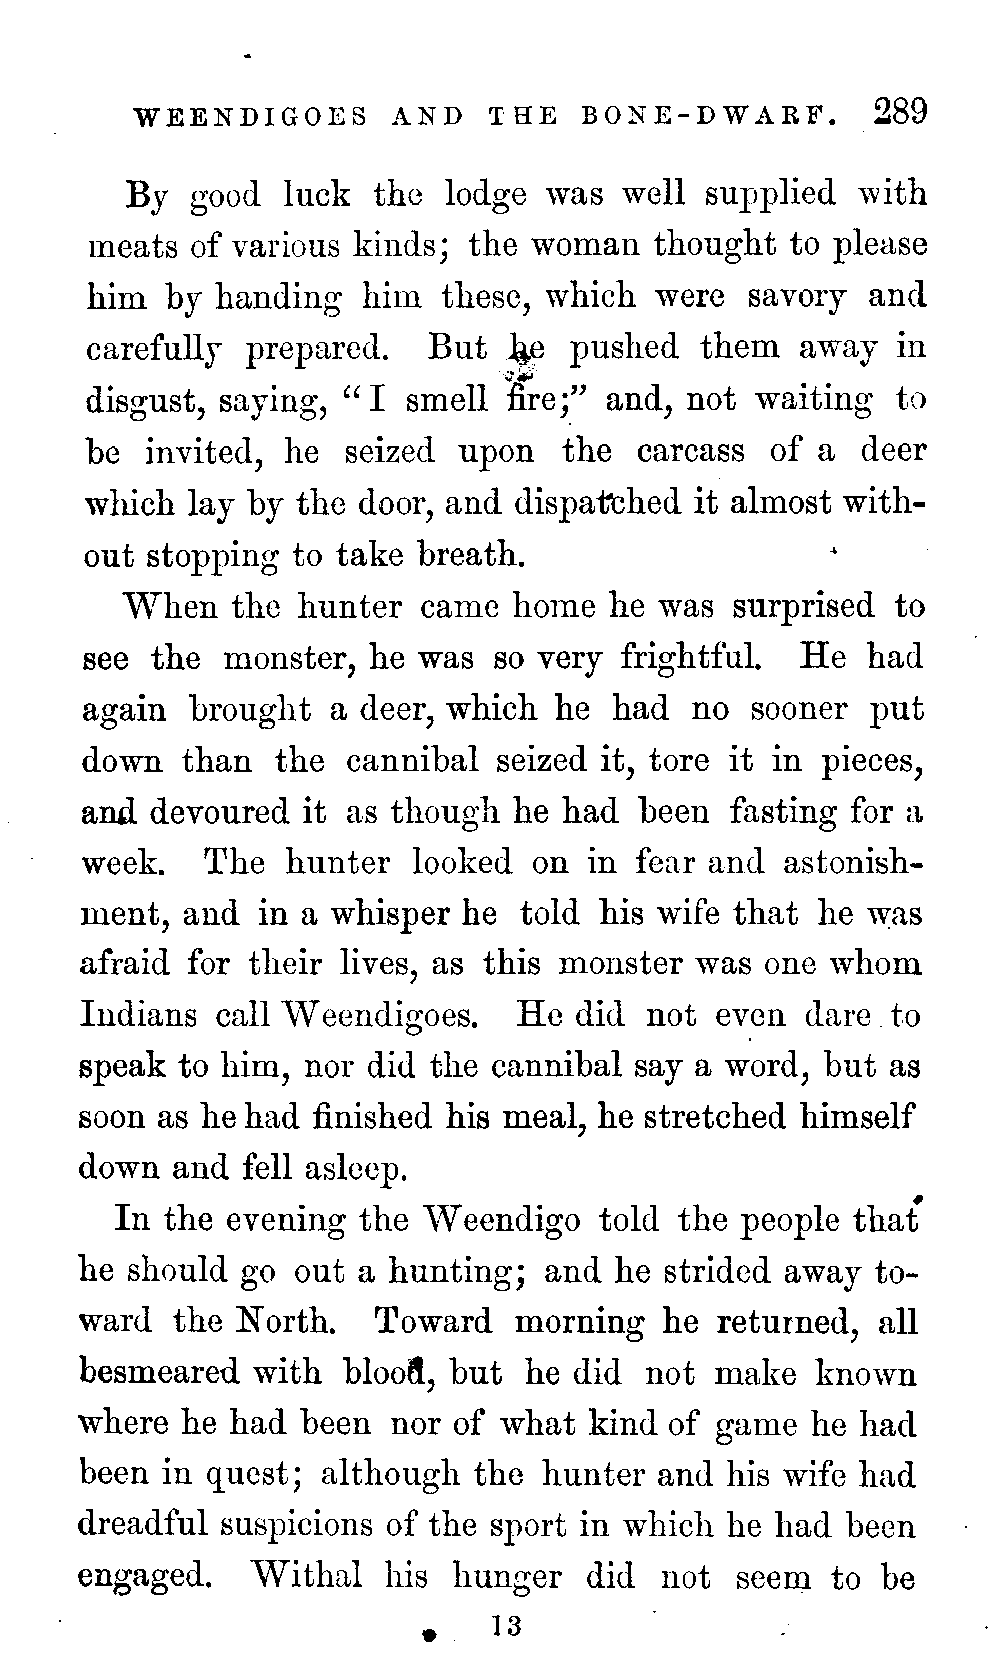 WEENDIGOES AND THE BONE-DWARF. 289
By good luck the lodge was well supplied with
meats of various kinds; the woman thought to please
him by handing him these, which were savory and
carefully prepared. But he pushed them away in
disgust, saying, “I smell fire;” and, not waiting to
be invited, he seized upon the carcass of a deer
which lay by the door, and dispatched it almost with-
out stopping to take breath.
When the hunter came home he was surprised to
see the monster, he was so very frightful. He had
again brought a deer, which he had no sooner put
down than the cannibal seized it, tore it in pieces,
and devoured it as though he had been fasting for a
week. The hunter looked on in fear and astonish-
ment, and in a whisper he told his wife that he was
afraid for their lives, as this monster was one whom
Indians call Weendigoes. He did not even dare to
speak to him, nor did the cannibal say a word, but as
soon as he had finished his meal, he stretched himself
down and fell asleep.
In the evening the Weendigo told the people that
he should go out a hunting; and he strided away to-
ward the North. Toward morning he returned, all
besmeared with blood, but he did not make known
where he had been nor of what kind of game he had
been in quest; although the hunter and his wife had
dreadful suspicions of the sport in which he had been
engaged. Withal his hunger did not seem to be
13